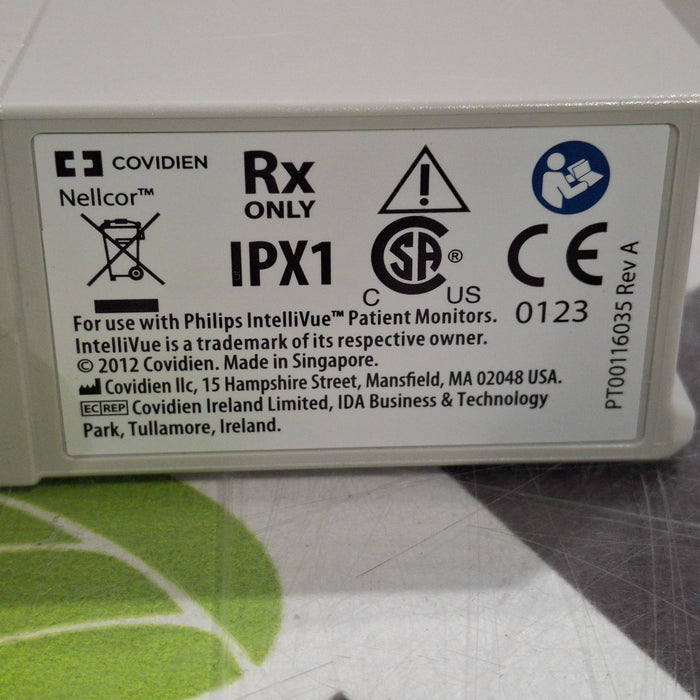 COVIDIEN
Nellcor™
Rx
ONLY
IPX1
CSA®
C US
CE
0123
For use with Philips IntelliVue™ Patient Monitors.
IntelliVue is a trademark of its respective owner.
© 2012 Covidien. Made in Singapore.
Covidien llc, 15 Hampshire Street, Mansfield, MA 02048 USA.
EC REP Covidien Ireland Limited, IDA Business & Technology
Park, Tullamore, Ireland.
PT00116035 Rev A